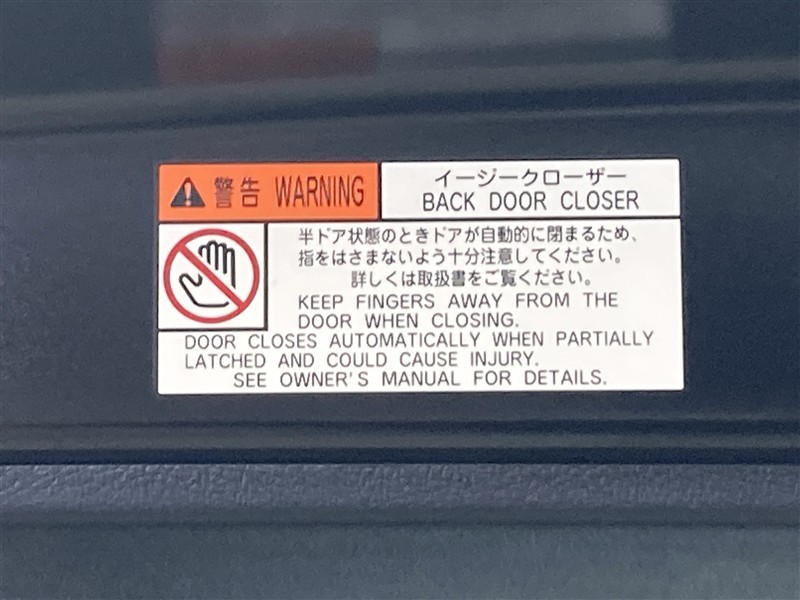 警告 WARNING
イージークローザー
BACK DOOR CLOSER
半ドア状態のときドアが自動的に閉まるため、
指をはさまないよう十分注意してください。
詳しくは取扱書をご覧ください。
KEEP FINGERS AWAY FROM THE
DOOR WHEN CLOSING.
DOOR CLOSES AUTOMATICALLY WHEN PARTIALLY
LATCHED AND COULD CAUSE INJURY.
SEE OWNER'S MANUAL FOR DETAILS.